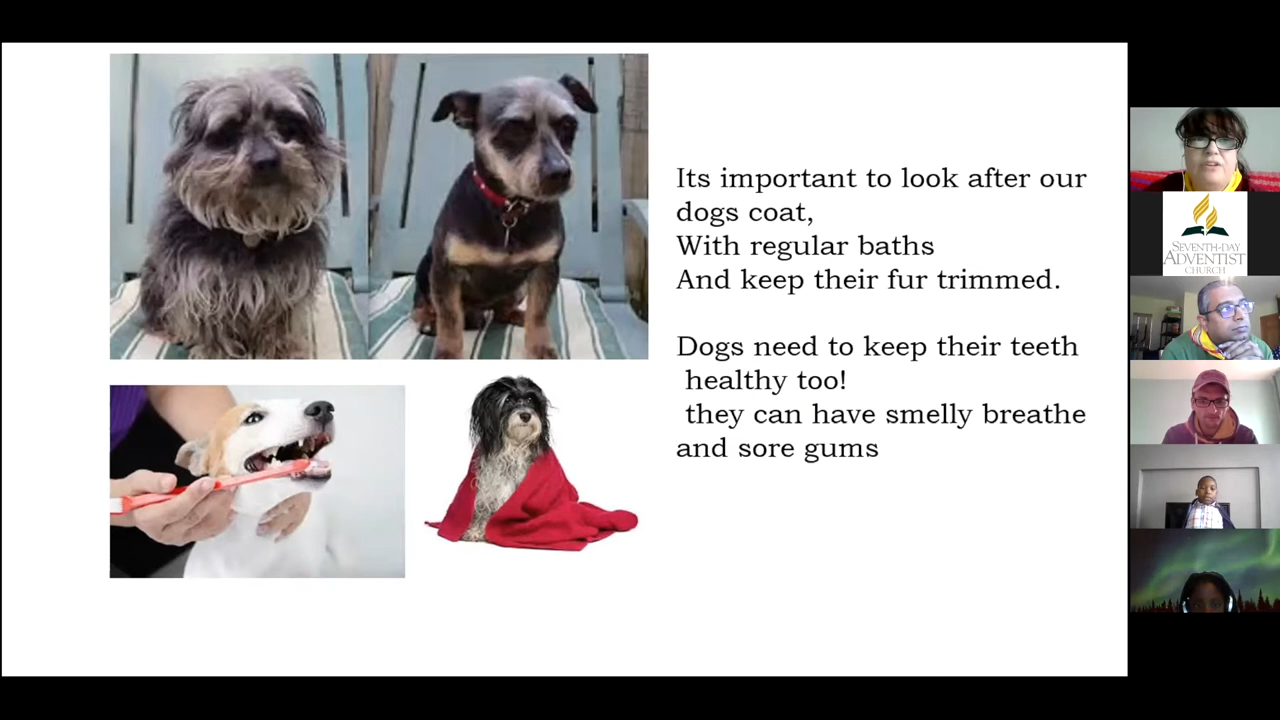 Its important to look after our
dogs coat,
With regular baths
And keep their fur trimmed.
Dogs need to keep their teeth
healthy too!
they can have smelly breathe
and sore gums
SEVENTH-DAY
ADVENTIST
CHURCH